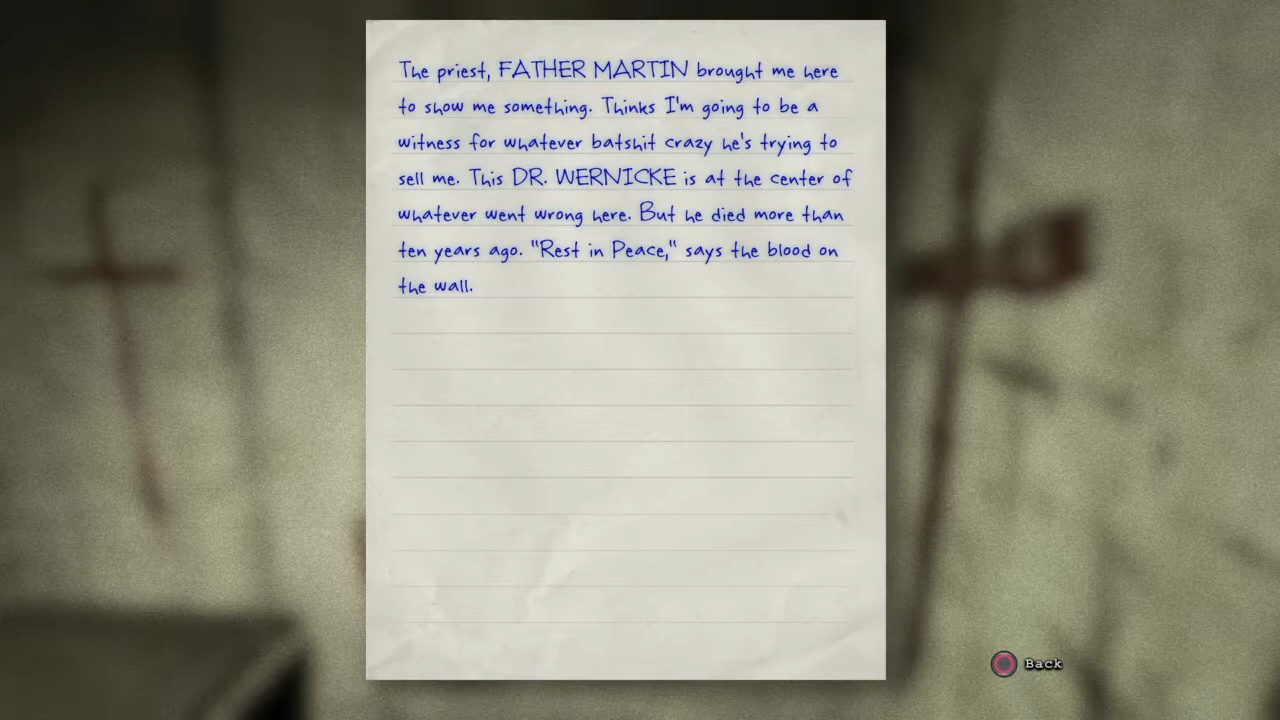 The priest, FATHER MARTIN brought me here
to show me something. Thinks I'm going to be a
witness for whatever batshit crazy he's trying to
sell me. This DR. WERNICKE is at the center of
whatever went wrong here. But he died more than
ten years ago. "Rest in Peace," says the blood on
the wall.
Back